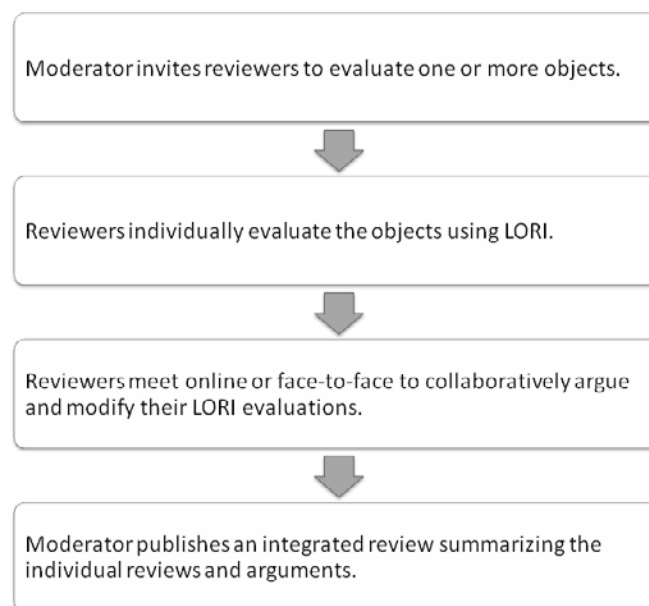 Moderator invites reviewers to evaluate one or more objects.
Reviewers individually evaluate the objects using LORI.
Reviewers meet online or face-to-face to collaboratively argue
and modify their LORI evaluations.
Moderator publishes an integrated review summarizing the
individual reviews and arguments.